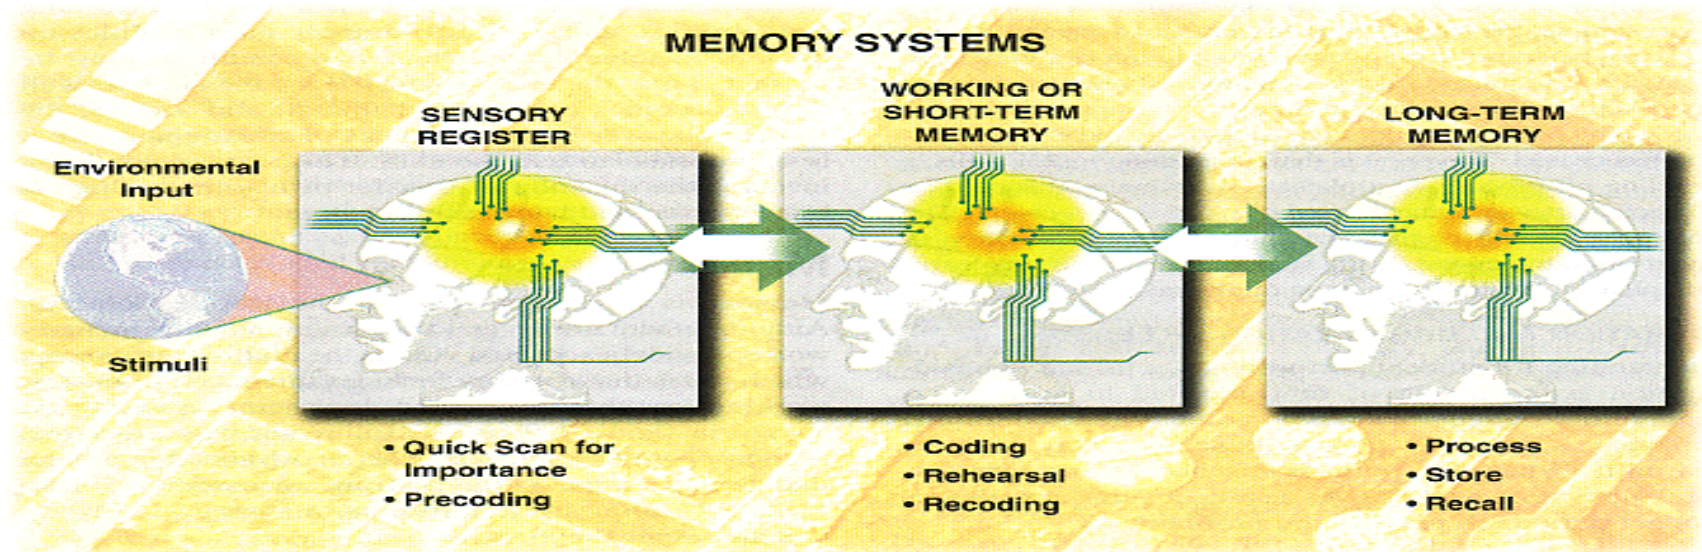 MEMORY SYSTEMS
SENSORY
REGISTER
WORKING OR
SHORT-TERM
MEMORY
LONG-TERM
MEMORY
Environmental
Input
Stimuli
• Quick Scan for
Importance
• Precoding
• Coding
• Rehearsal
• Recoding
• Process
• Store
• Recall